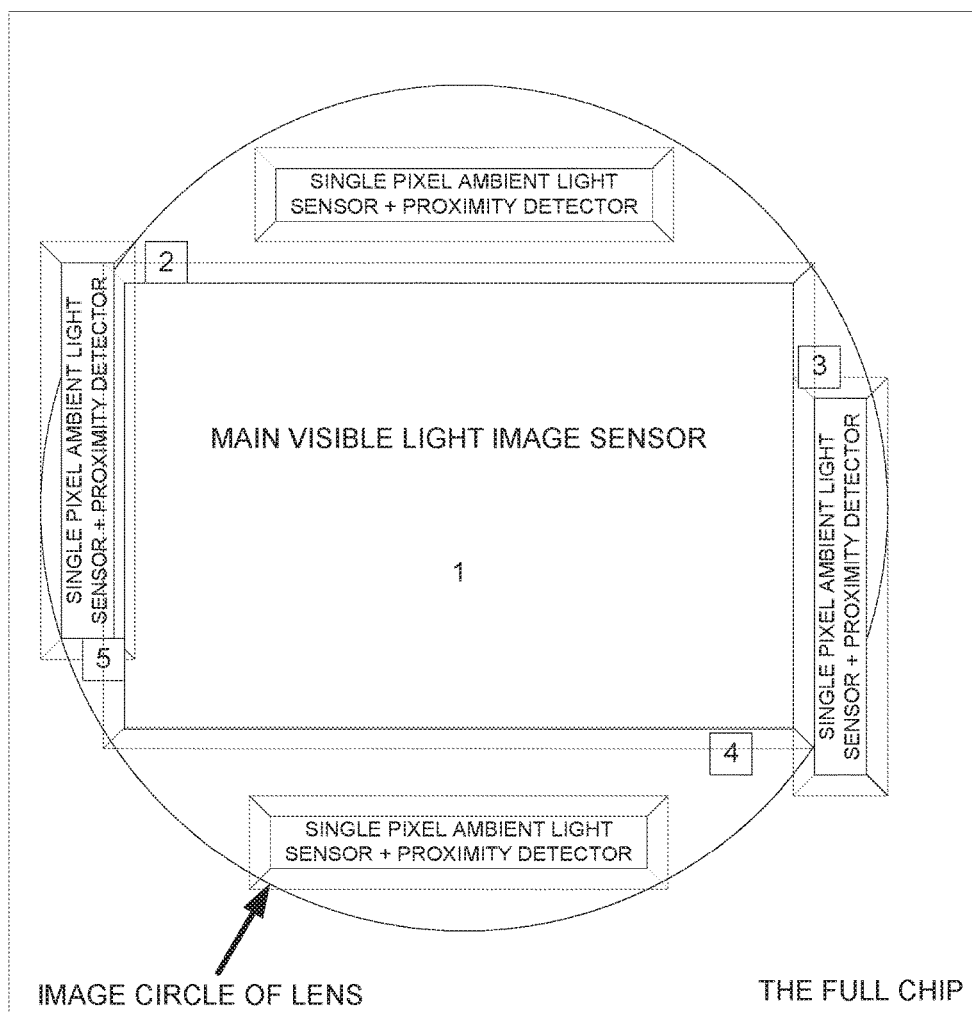 SINGLE PIXEL AMBIENT LIGHT
SENSOR + PROXIMITY DETECTOR
2
SINGLE PIXEL AMBIENT LIGHT
SENSOR + PROXIMITY DETECTOR
3
MAIN VISIBLE LIGHT IMAGE SENSOR
1
SINGLE PIXEL AMBIENT LIGHT
SENSOR + PROXIMITY DETECTOR
5
4
SINGLE PIXEL AMBIENT LIGHT
SENSOR + PROXIMITY DETECTOR
IMAGE CIRCLE OF LENS
THE FULL CHIP